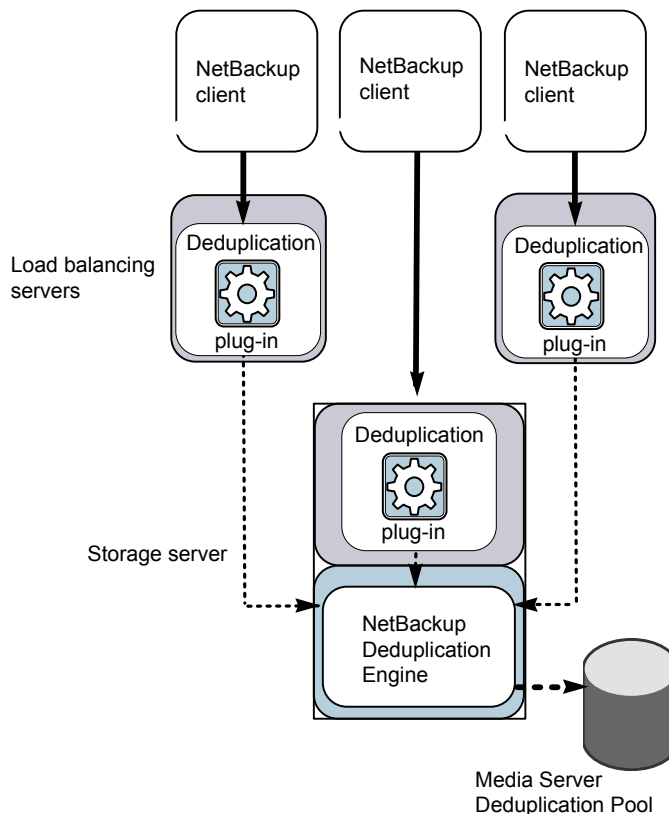 NetBackup
client
NetBackup
client
NetBackup
client
Load balancing
servers
Deduplication
plug-in
Deduplication
plug-in
Deduplication
plug-in
Storage server
NetBackup
Deduplication
Engine
Media Server
Deduplication Pool